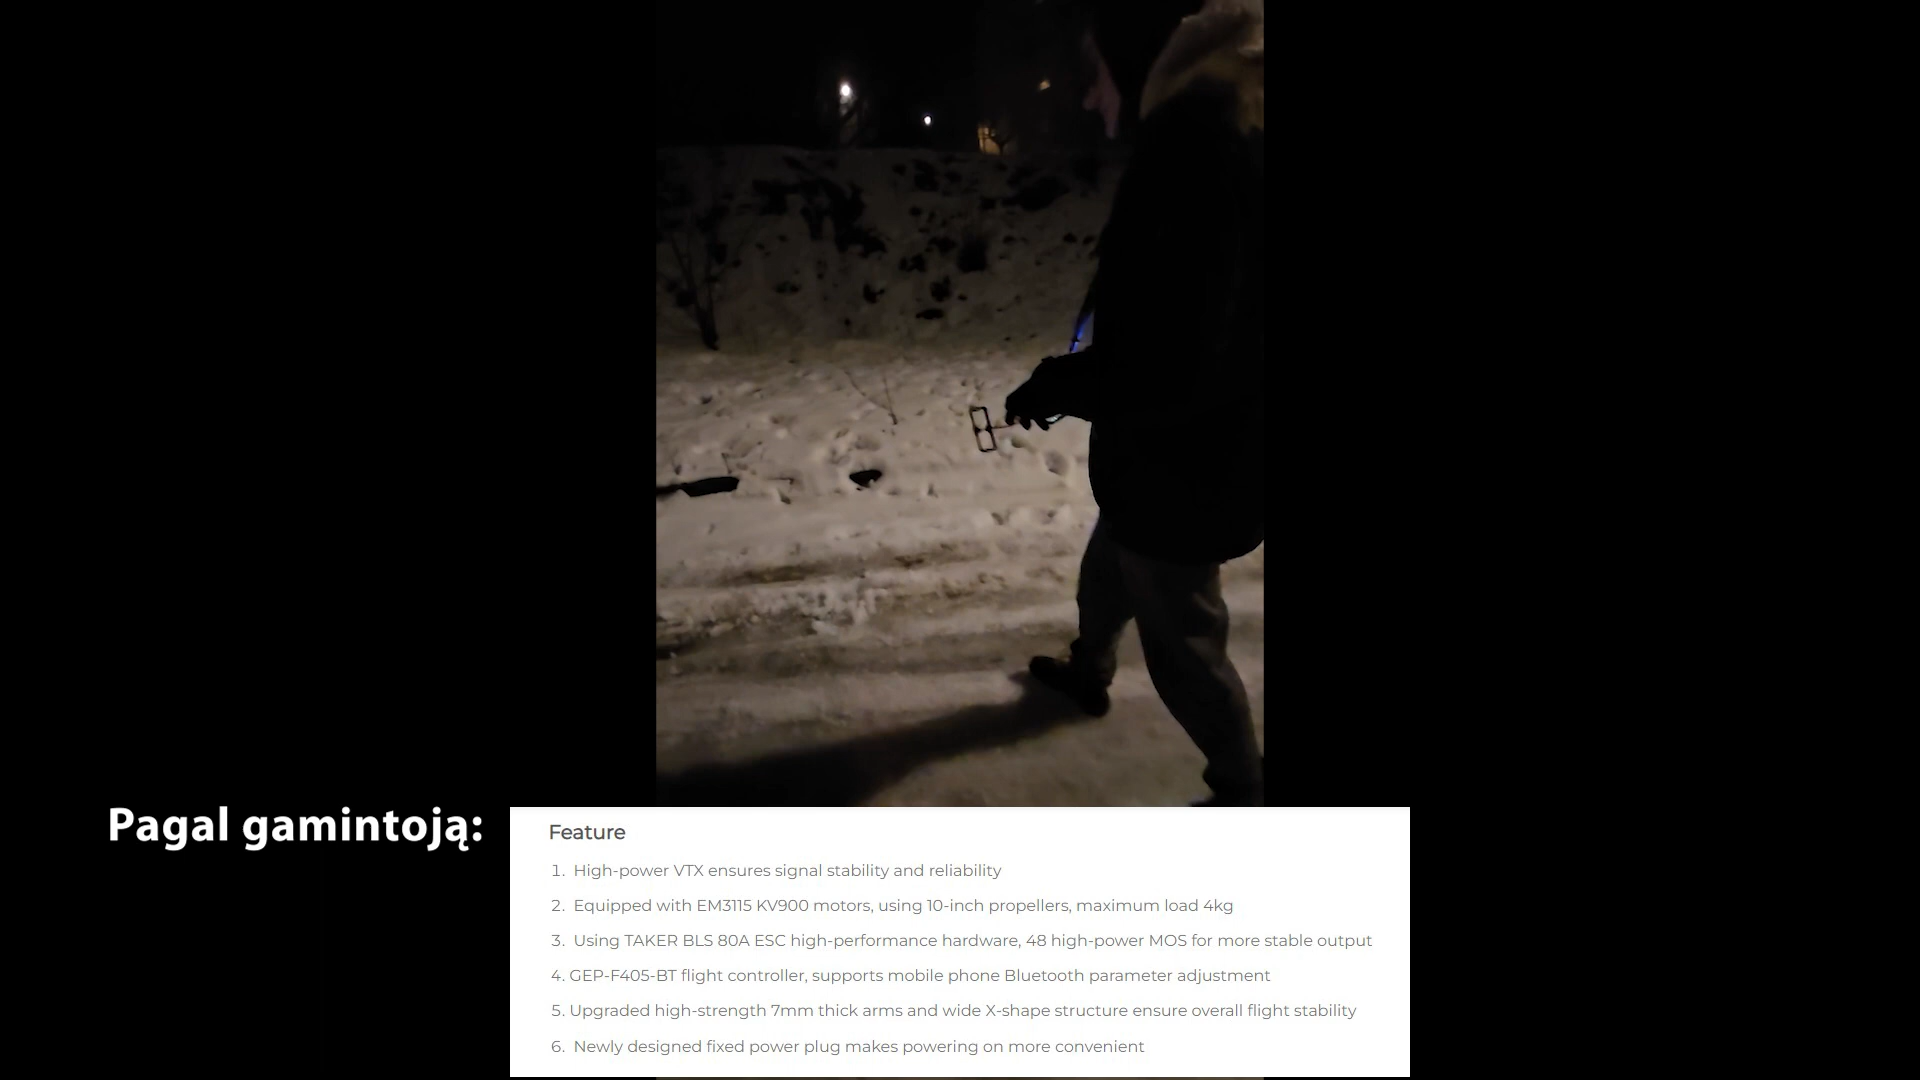 Pagal gamintoją:
Feature
1. High-power VTX ensures signal stability and reliability
2. Equipped with EM3115 KV900 motors, using 10-inch propellers, maximum load 4kg
3. Using TAKER BLS 80A ESC high-performance hardware, 48 high-power MOS for more stable output
4. GEP-F405-BT flight controller, supports mobile phone Bluetooth parameter adjustment
5. Upgraded high-strength 7mm thick arms and wide X-shape structure ensure overall flight stability
6. Newly designed fixed power plug makes powering on more convenient